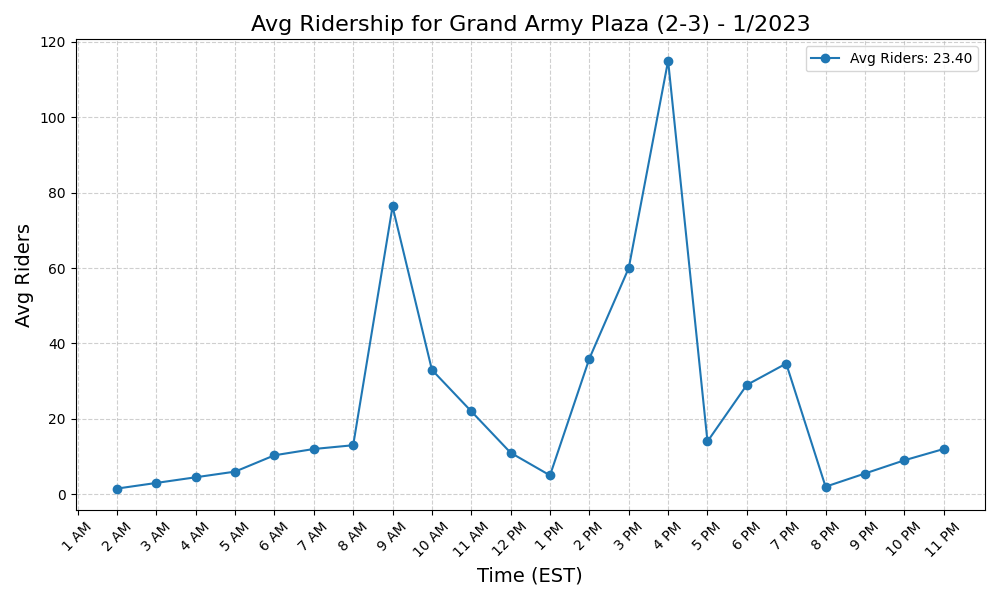 Avg Ridership for Grand Army Plaza (2-3) - 1/2023
Avg Riders: 23.40
Avg Riders
120
100
80
60
40
20
0
1 AM
2 AM
3 AM
4 AM
5 AM
6 AM
7 AM
8 AM
9 AM
10 AM
11 AM
12 PM
1 PM
2 PM
3 PM
4 PM
5 PM
6 PM
7 PM
8 PM
9 PM
10 PM
11 PM
Time (EST)